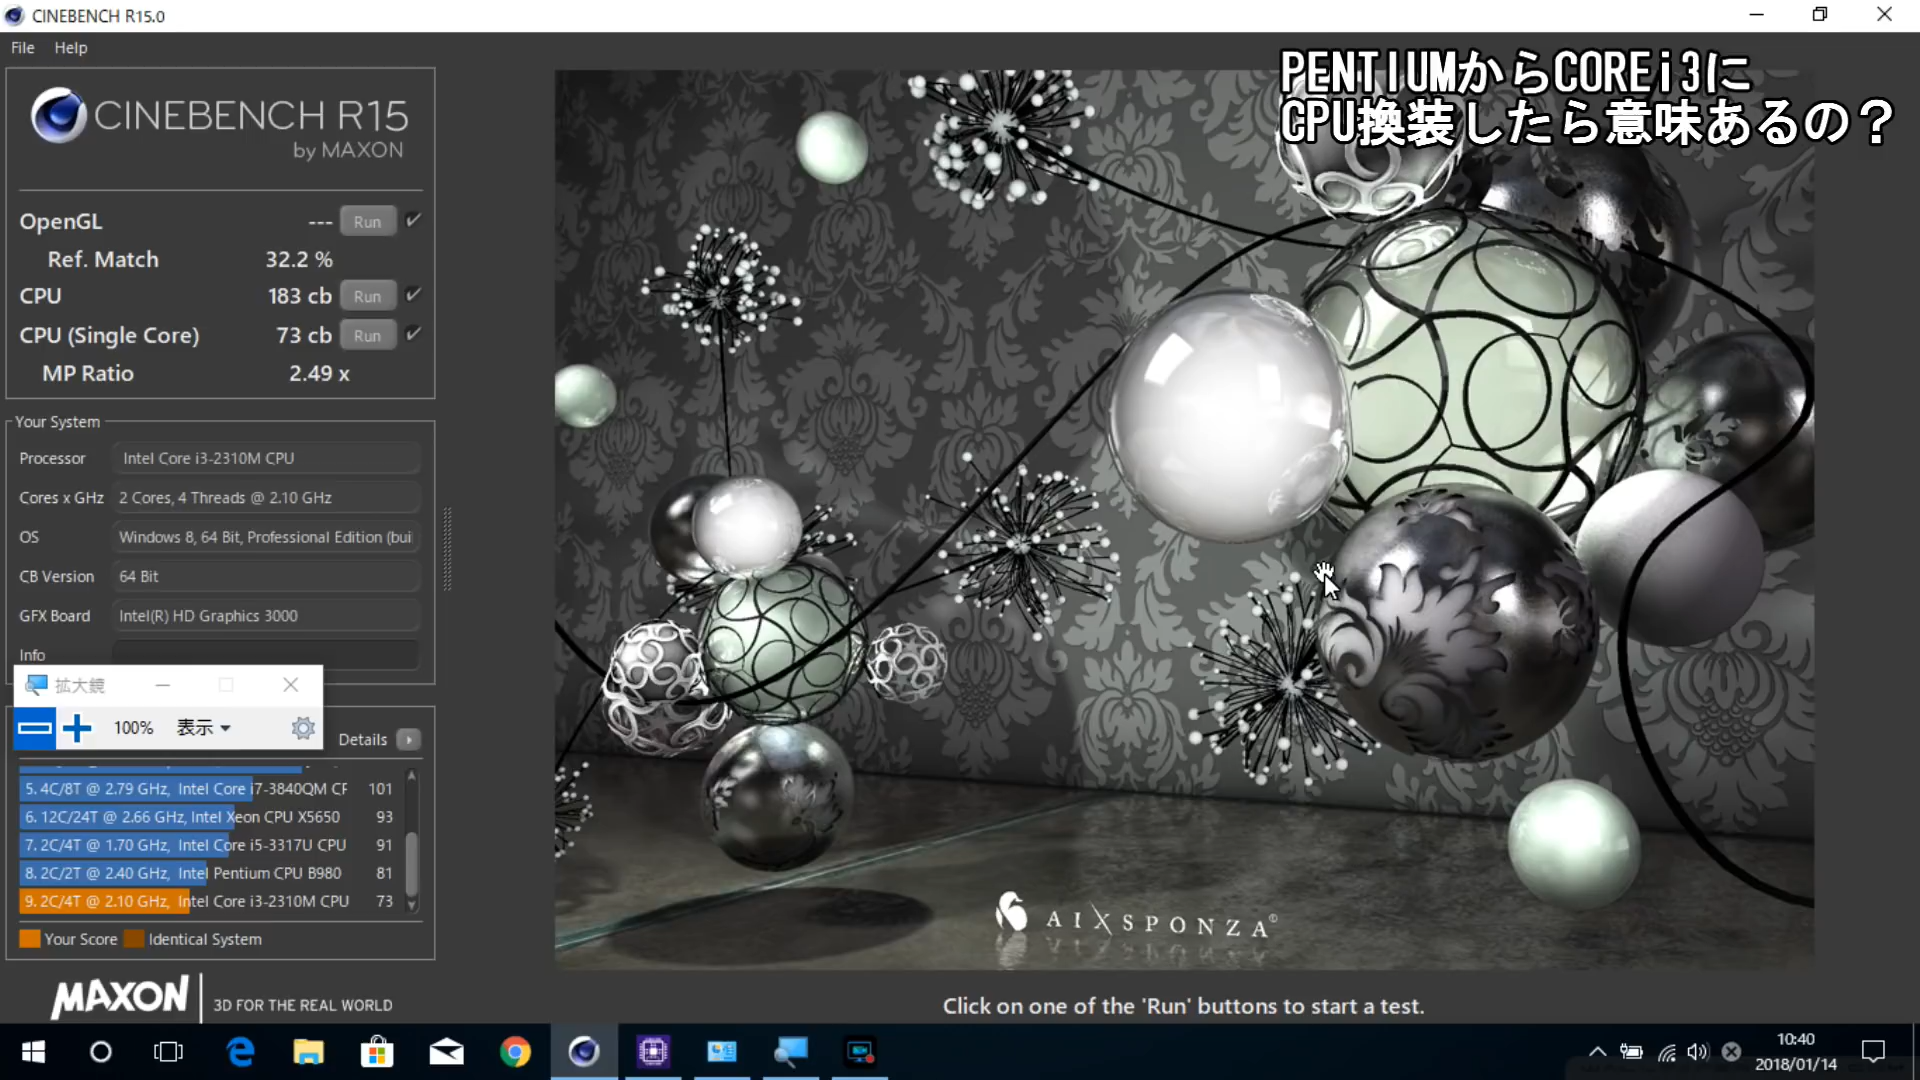 CINEBENCH R15.0
File Help
PENTIUMからCOREi3に
CPU換装したら意味あるの？
CINEBENCH R15
by MAXON
OpenGL --- Run
Ref. Match 32.2 %
CPU 183 cb Run
CPU (Single Core) 73 cb Run
MP Ratio 2.49 x
Your System
Processor Intel Core i3-2310M CPU
Cores x GHz 2 Cores, 4 Threads @ 2.10 GHz
OS Windows 8, 64 Bit, Professional Edition (bui
CB Version 64 Bit
GFX Board Intel(R) HD Graphics 3000
Info
拡大鏡
100% 表示
Details
5. 4C/8T @ 2.79 GHz, Intel Core i7-3840QM CP 101
6. 12C/24T @ 2.66 GHz, Intel Xeon CPU X5650 93
7. 2C/4T @ 1.70 GHz, Intel Core i5-3317U CPU 91
8. 2C/2T @ 2.40 GHz, Intel Pentium CPU B980 81
9. 2C/4T @ 2.10 GHz, Intel Core i3-2310M CPU 73
Your Score Identical System
AIXSPONZA®
MAXON 3D FOR THE REAL WORLD
Click on one of the 'Run' buttons to start a test.
10:40
2018/01/14